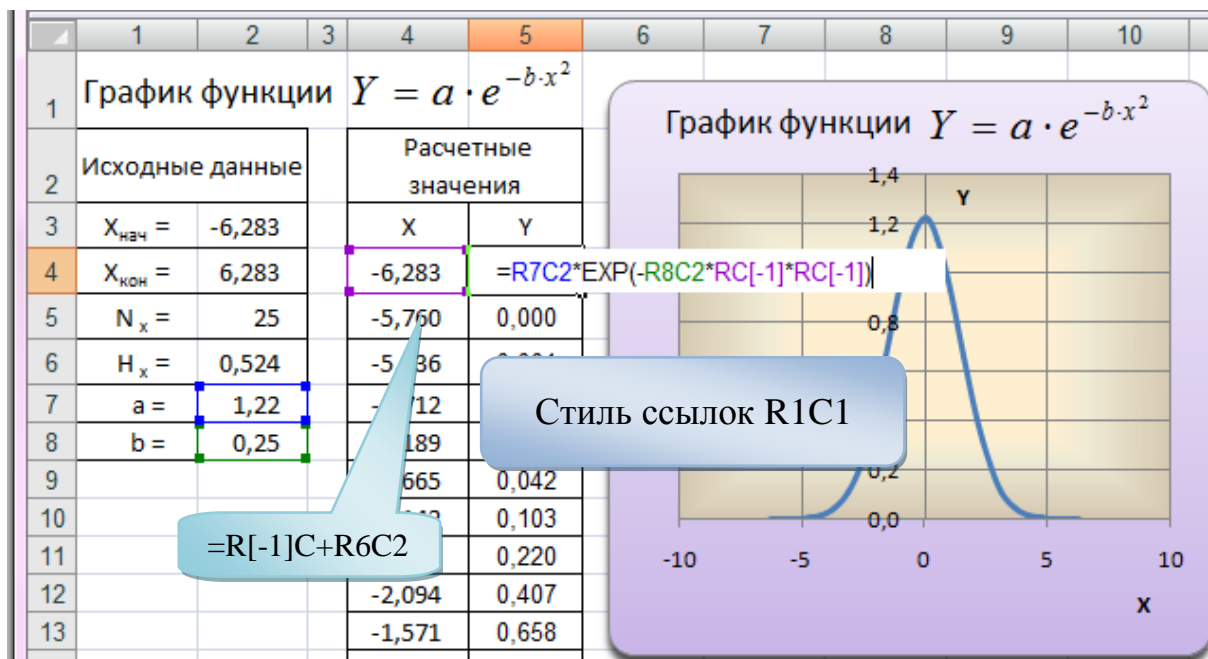 1 2 3 4 5 6 7 8 9 10
1 График функции Y = a · e^{-b·x²}
2 Исходные данные Расчетные значения
3 Xнач = -6,283 X Y
4 Xкон = 6,283 -6,283 =R7C2*EXP(-R8C2*RC[-1]*RC[-1])
5 N x = 25 -5,760 0,000
6 H x = 0,524
7 a = 1,22
8 b = 0,25
9 0,042
10 0,103
11 0,220
12 -2,094 0,407
13 -1,571 0,658
=R[-1]C+R6C2
Стиль ссылок R1C1
График функции Y = a · e^{-b·x²}
Y
1,4
1,2
0,8
0,2
0,0
-10 -5 0 5 10
X